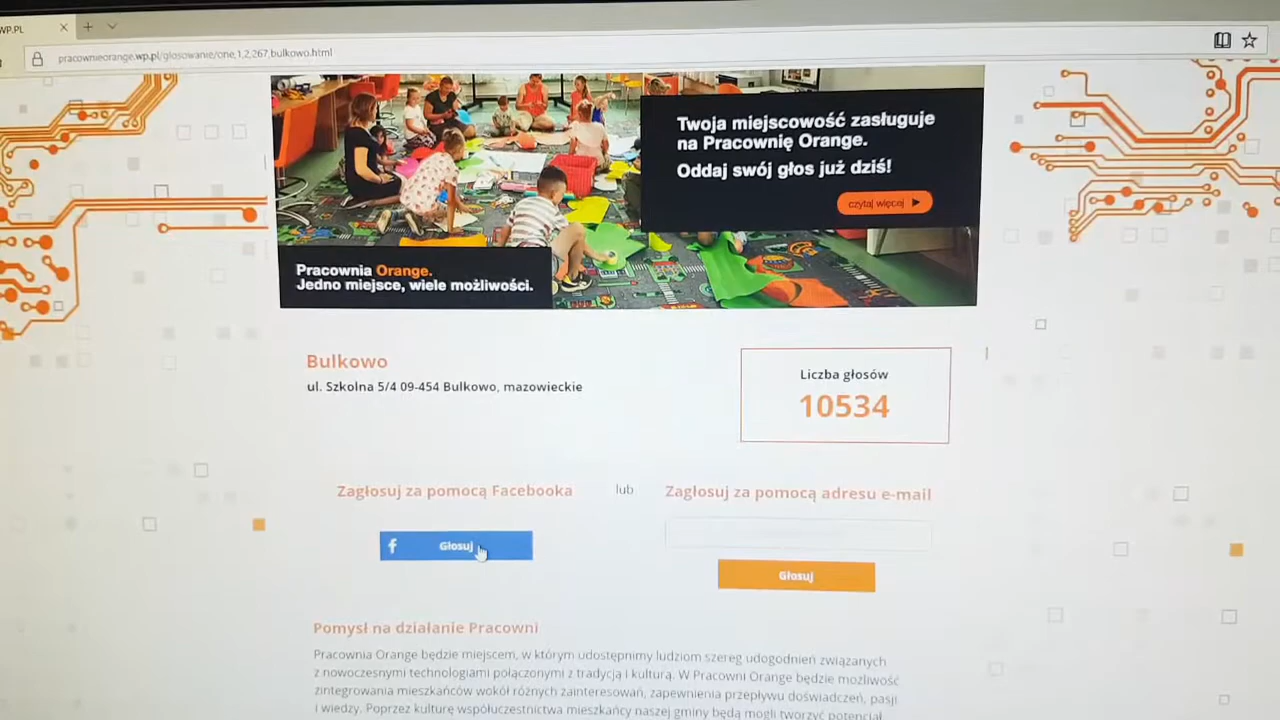 WP.PL
pracownieorange.wp.pl/glosowanie/one,1,2,267,bulkowo.html
Twoja miejscowość zasługuje
na Pracownię Orange.
Oddaj swój głos już dziś!
czytaj więcej
Pracownia Orange.
Jedno miejsce, wiele możliwości.
Bulkowo
ul. Szkolna 5/4 09-454 Bulkowo, mazowieckie
Liczba głosów
10534
Zagłosuj za pomocą Facebooka
lub
Zagłosuj za pomocą adresu e-mail
f Głosuj
Głosuj
Pomysł na działanie Pracowni
Pracownia Orange będzie miejscem, w którym udostępnimy ludziom szereg udogodnień związanych
z nowoczesnymi technologiami połączonymi z tradycją i kulturą. W Pracowni Orange będzie możliwość
zintegrowania mieszkańców wokół różnych zainteresowań, zapewnienia przepływu doświadczeń, pasji
i wiedzy. Poprzez kulturę współuczestnictwa mieszkańcy naszej gminy będą mogli tworzyć potencjał